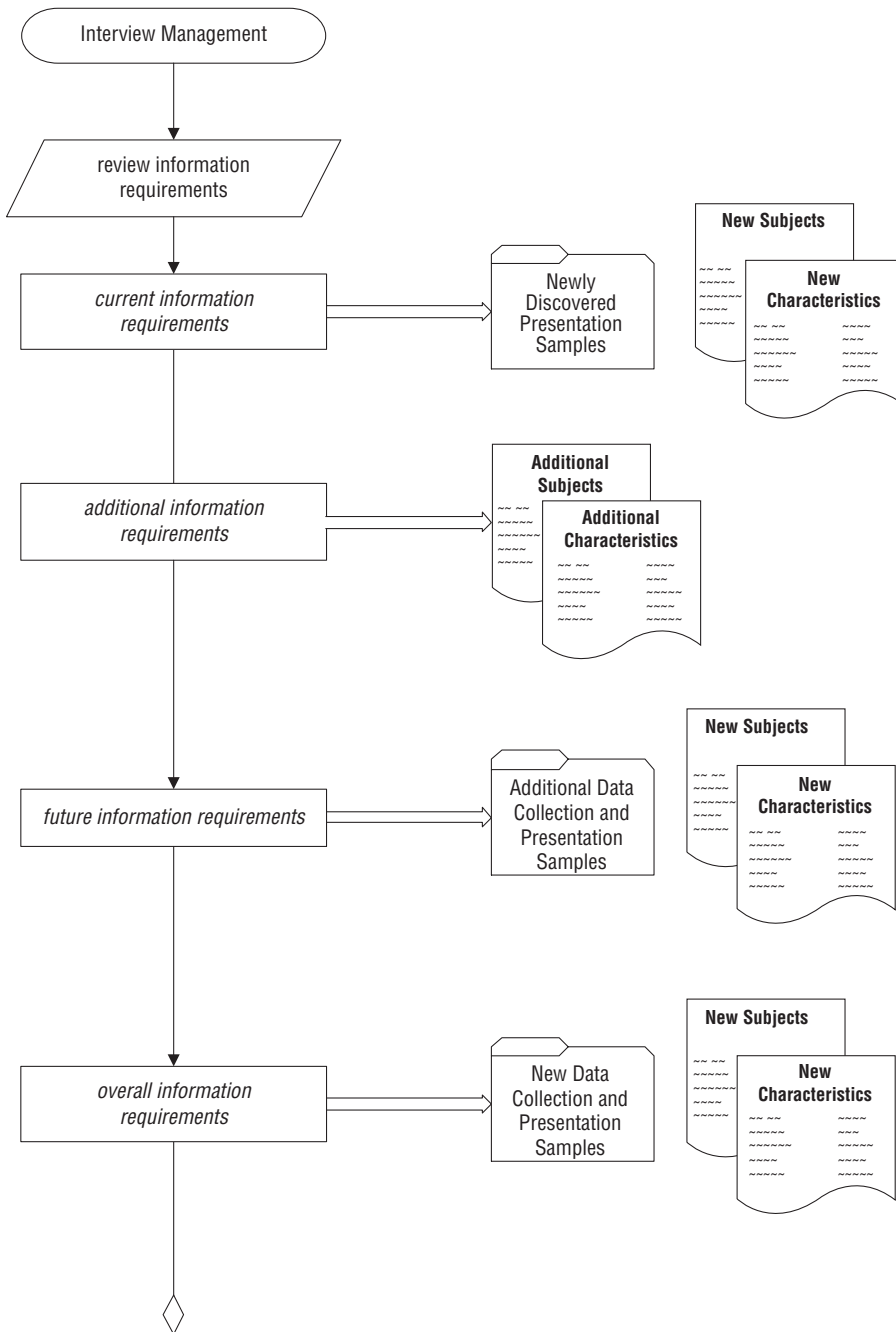 Interview Management
review information
requirements
current information
requirements
Newly
Discovered
Presentation
Samples
New Subjects
New
Characteristics
additional information
requirements
Additional
Subjects
Additional
Characteristics
future information requirements
Additional Data
Collection and
Presentation
Samples
New Subjects
New
Characteristics
overall information
requirements
New Data
Collection and
Presentation
Samples
New Subjects
New
Characteristics